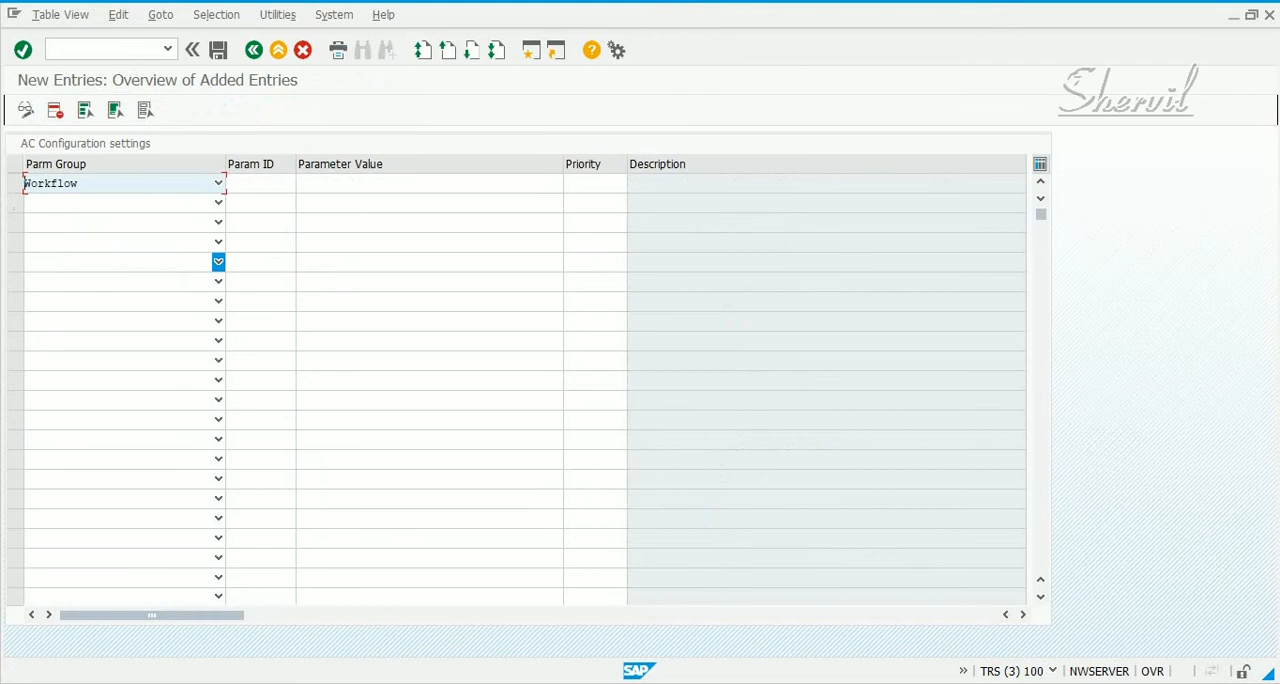 Table View Edit Goto Selection Utilities System Help
New Entries: Overview of Added Entries
Shervil
AC Configuration settings
Parm Group Param ID Parameter Value Priority Description
Workflow
SAP
TRS (3) 100 NWSERVER OVR